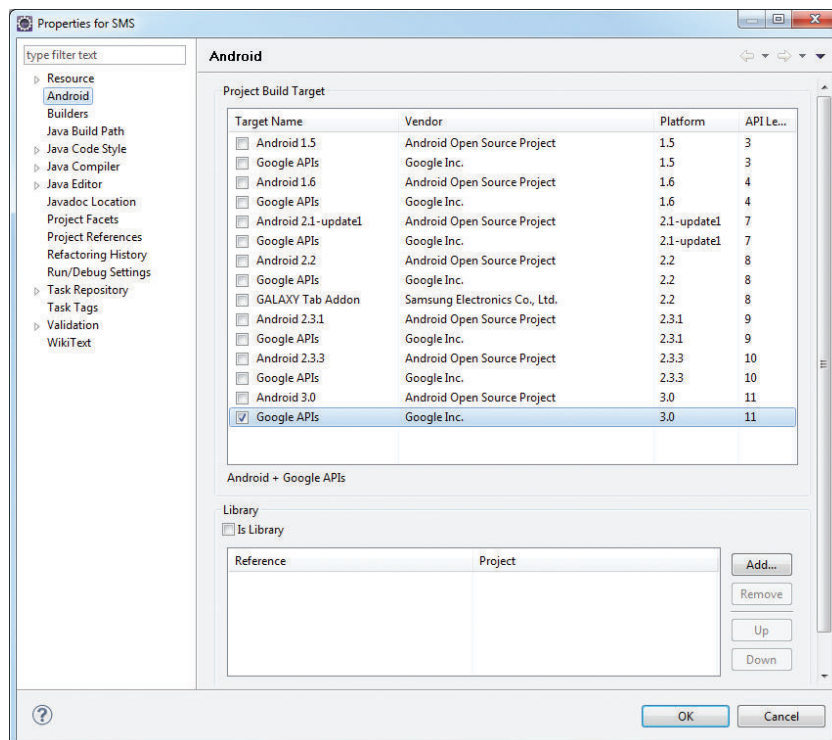 Properties for SMS
type filter text
Resource
Android
Builders
Java Build Path
Java Code Style
Java Compiler
Java Editor
Javadoc Location
Project Facets
Project References
Refactoring History
Run/Debug Settings
Task Repository
Task Tags
Validation
WikiText
Android
Project Build Target
Target Name Vendor Platform API Le...
Android 1.5 Android Open Source Project 1.5 3
Google APIs Google Inc. 1.5 3
Android 1.6 Android Open Source Project 1.6 4
Google APIs Google Inc. 1.6 4
Android 2.1-update1 Android Open Source Project 2.1-update1 7
Google APIs Google Inc. 2.1-update1 7
Android 2.2 Android Open Source Project 2.2 8
Google APIs Google Inc. 2.2 8
GALAXY Tab Addon Samsung Electronics Co., Ltd. 2.2 8
Android 2.3.1 Android Open Source Project 2.3.1 9
Google APIs Google Inc. 2.3.1 9
Android 2.3.3 Android Open Source Project 2.3.3 10
Google APIs Google Inc. 2.3.3 10
Android 3.0 Android Open Source Project 3.0 11
Google APIs Google Inc. 3.0 11
Android + Google APIs
Library
Is Library
Reference Project
Add...
Remove
Up
Down
?
OK Cancel